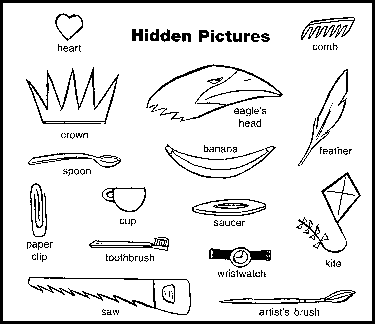 Hidden Pictures
heart
comb
crown
eagle's
head
feather
banana
spoon
cup
saucer
paper
clip
toothbrush
wristwatch
kite
saw
artist's brush